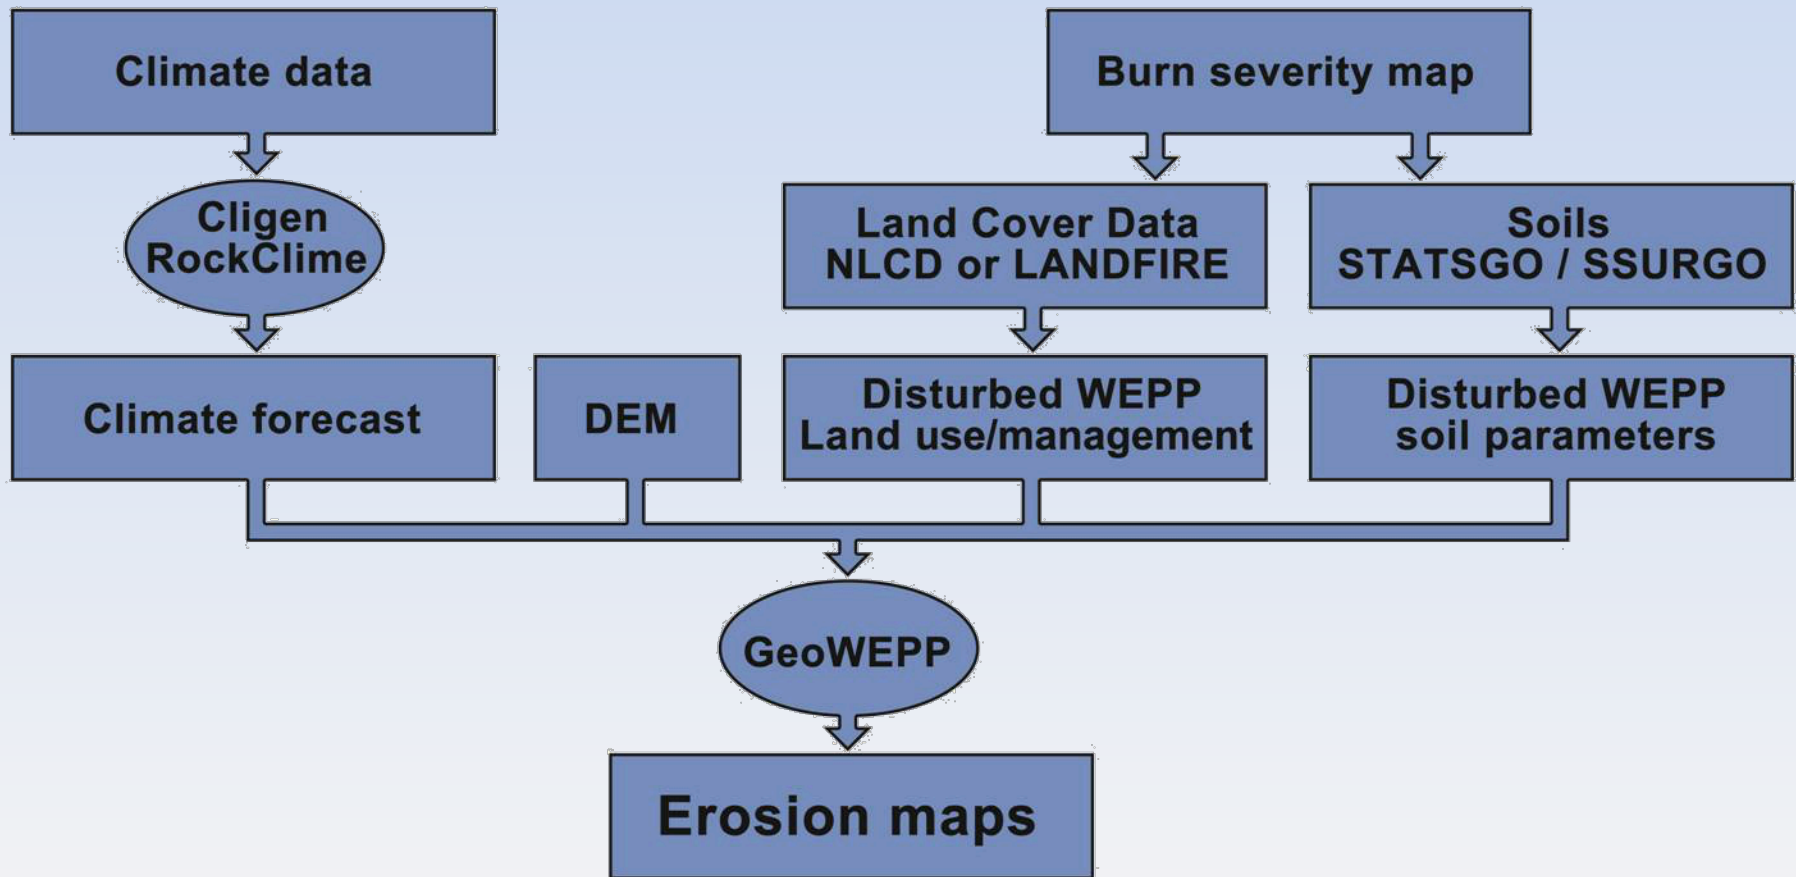 Climate data
Burn severity map
Cligen
RockClime
Land Cover Data
NLCD or LANDFIRE
Soils
STATSGO / SSURGO
Climate forecast
DEM
Disturbed WEPP
Land use/management
Disturbed WEPP
soil parameters
GeoWEPP
Erosion maps